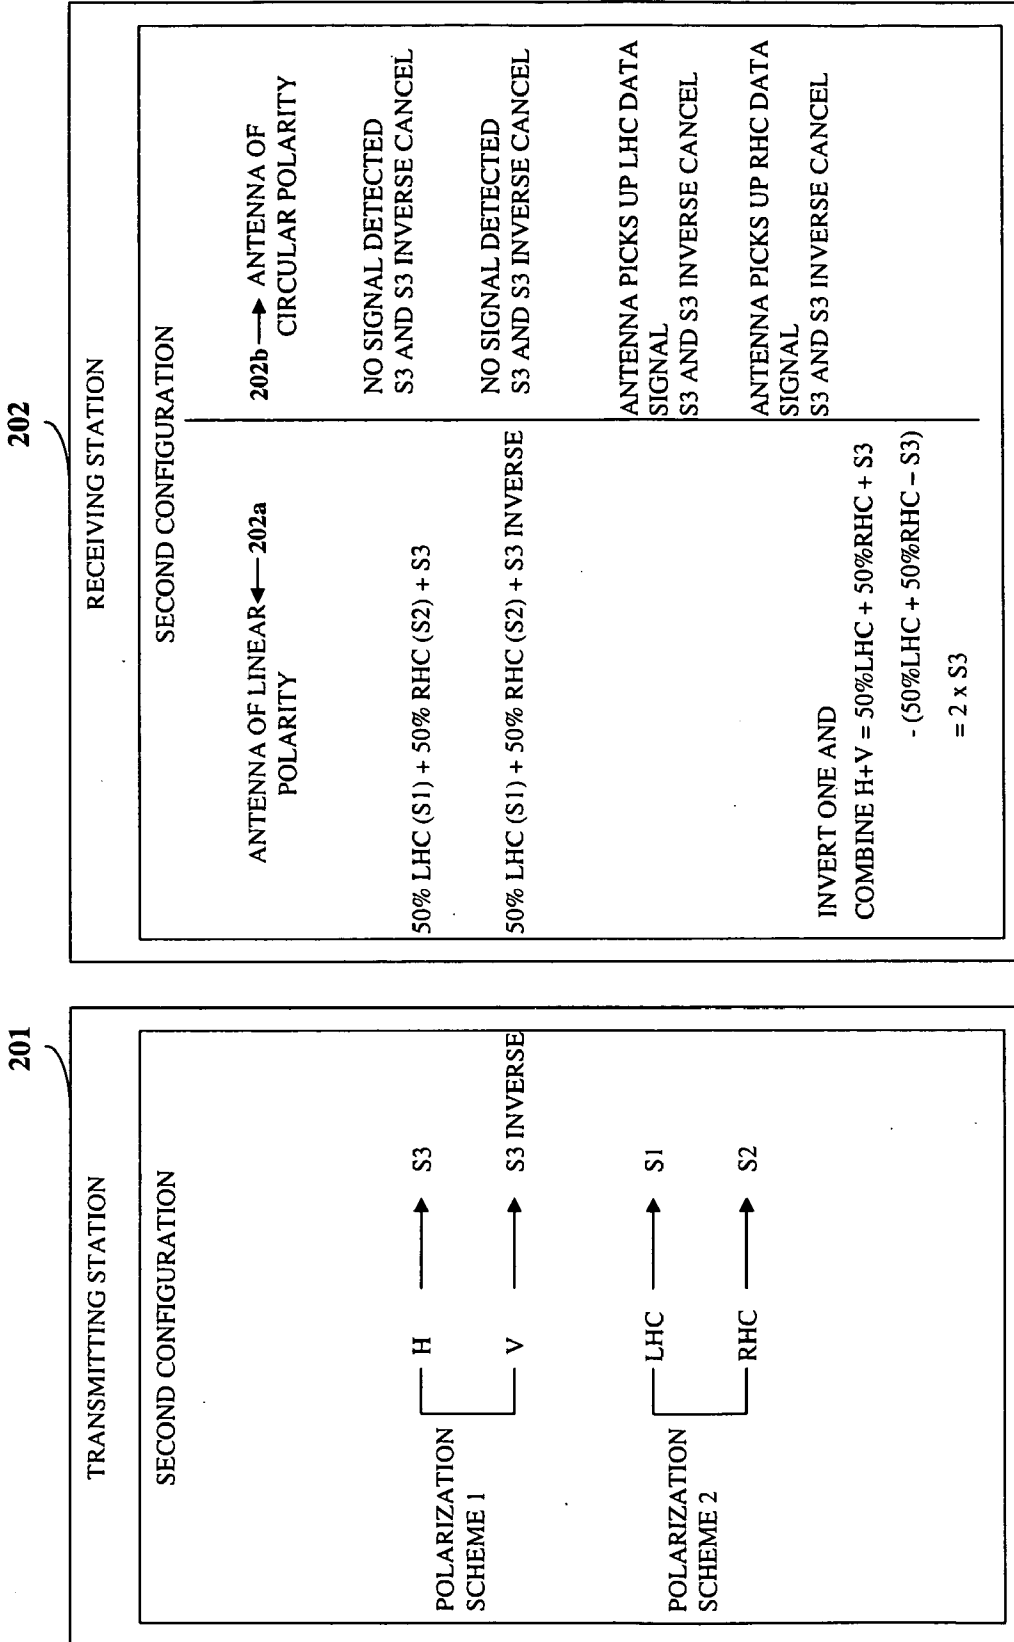 201
TRANSMITTING STATION
SECOND CONFIGURATION
POLARIZATION
SCHEME 1
H
S3
V
S3 INVERSE
POLARIZATION
SCHEME 2
LHC
S1
RHC
S2
202
RECEIVING STATION
SECOND CONFIGURATION
ANTENNA OF LINEAR
POLARITY
202a
50% LHC (S1) + 50% RHC (S2) + S3
50% LHC (S1) + 50% RHC (S2) + S3 INVERSE
INVERT ONE AND
COMBINE H+V = 50%LHC + 50%RHC + S3
- (50%LHC + 50%RHC – S3)
= 2 x S3
202b
ANTENNA OF
CIRCULAR POLARITY
NO SIGNAL DETECTED
S3 AND S3 INVERSE CANCEL
NO SIGNAL DETECTED
S3 AND S3 INVERSE CANCEL
ANTENNA PICKS UP LHC DATA
SIGNAL
S3 AND S3 INVERSE CANCEL
ANTENNA PICKS UP RHC DATA
SIGNAL
S3 AND S3 INVERSE CANCEL